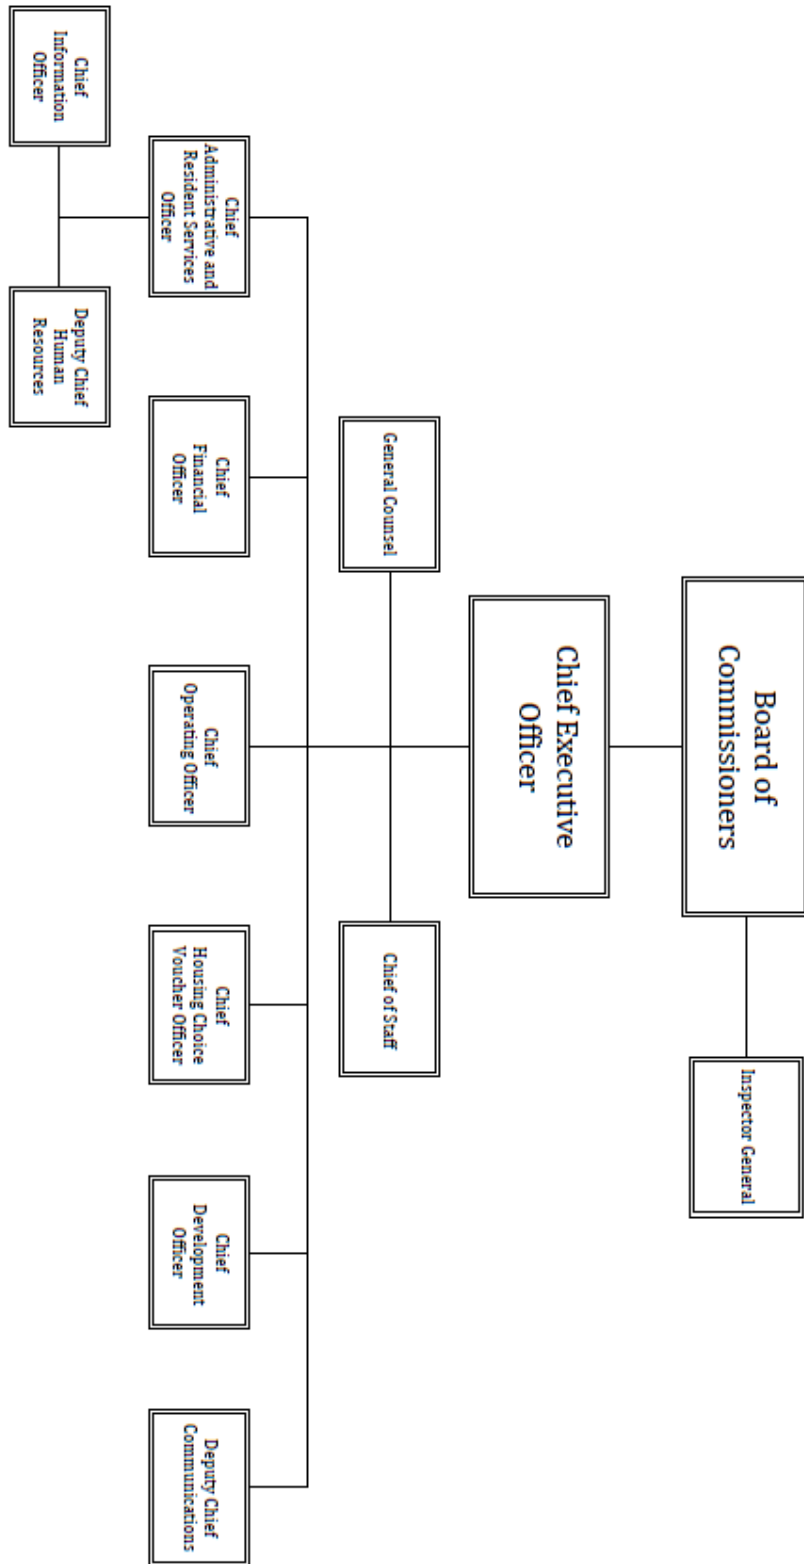 Board of
Commissioners
Inspector General
Chief Executive
Officer
General Counsel
Chief of Staff
Chief
Administrative and
Resident Services
Officer
Chief
Financial
Officer
Chief
Operating Officer
Chief
Housing Choice
Voucher Officer
Chief
Development
Officer
Deputy Chief
Communications
Chief
Information
Officer
Deputy Chief
Human
Resources